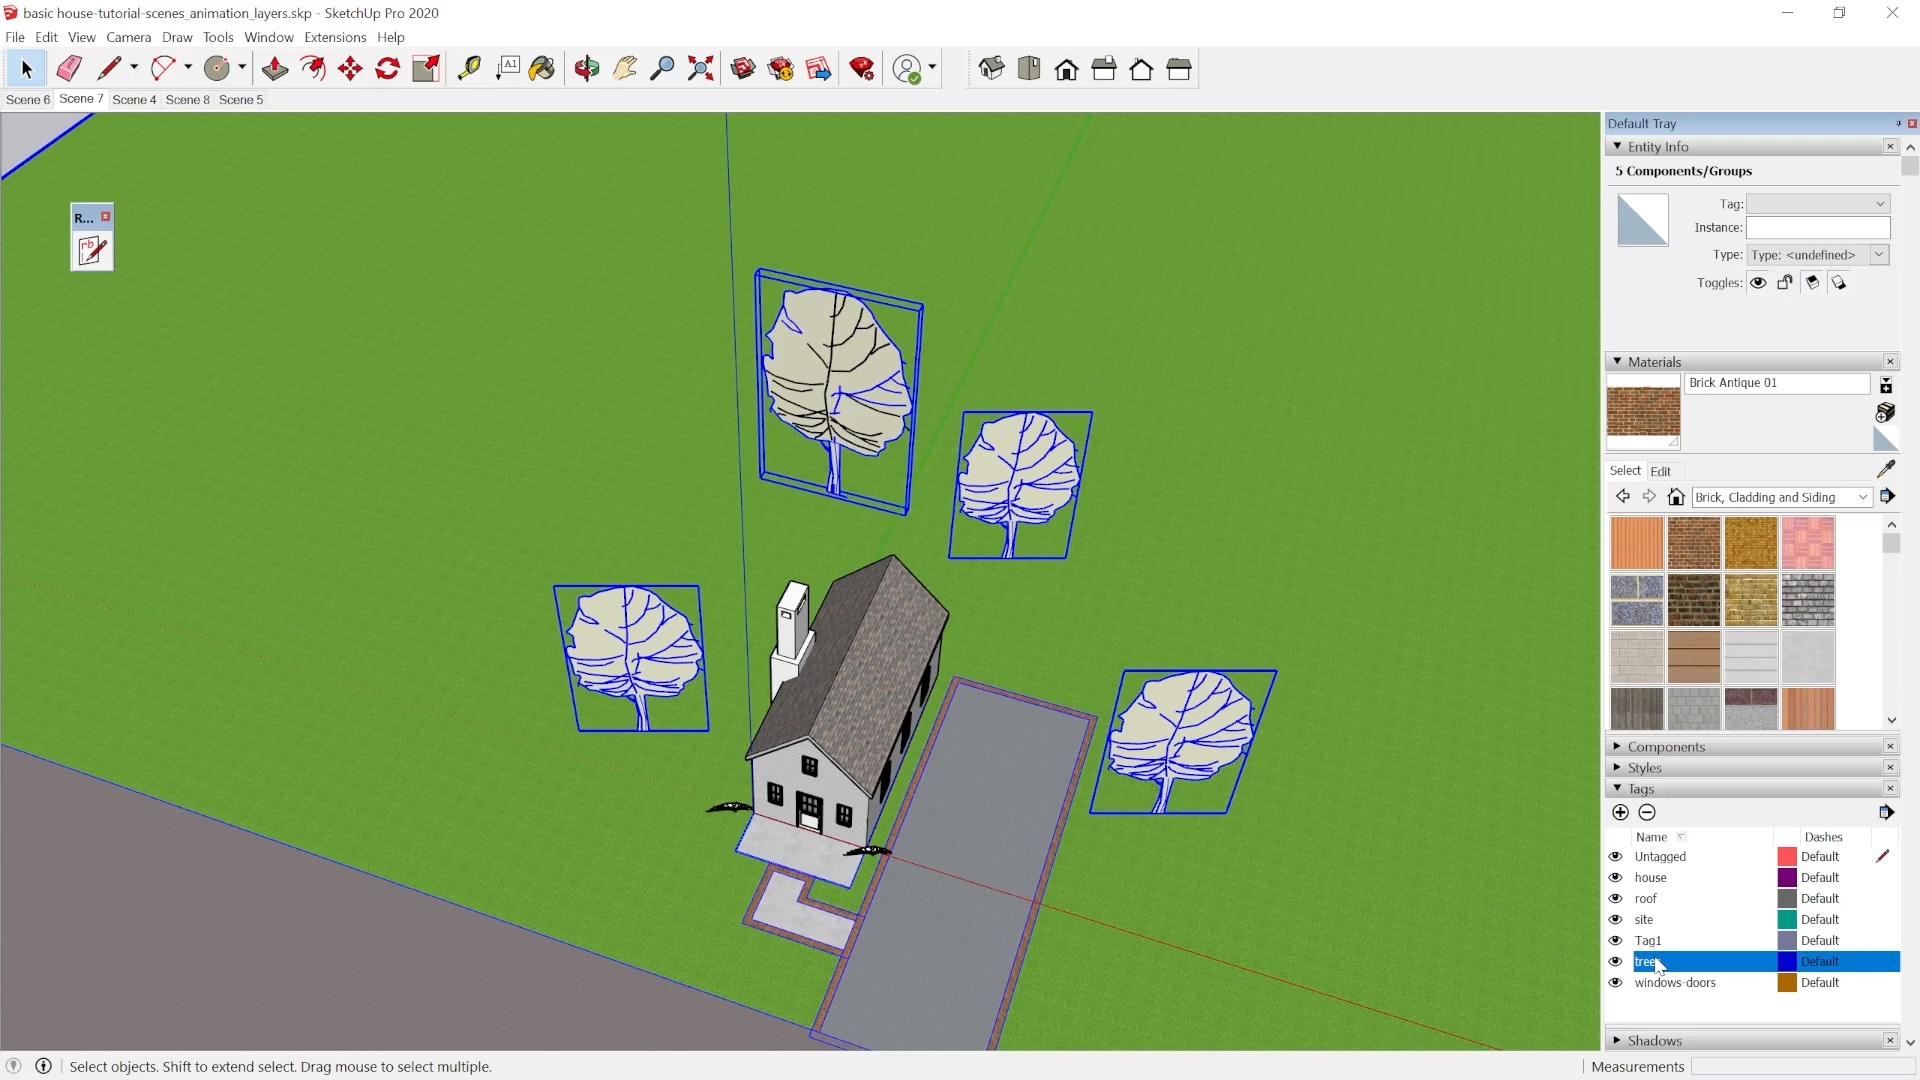 basic house-tutorial-scenes_animation_layers.skp - SketchUp Pro 2020
File Edit View Camera Draw Tools Window Extensions Help
A1
Scene 6 Scene 7 Scene 4 Scene 8 Scene 5
Default Tray
Entity Info
5 Components/Groups
Tag:
Instance:
Type: Type: <undefined>
Toggles:
R...
rb
Materials
Brick Antique 01
Select Edit
Brick, Cladding and Siding
Components
Styles
Tags
Name Dashes
Untagged Default
house Default
roof Default
site Default
Tag1 Default
trees Default
windows-doors Default
Shadows
Select objects. Shift to extend select. Drag mouse to select multiple.
Measurements